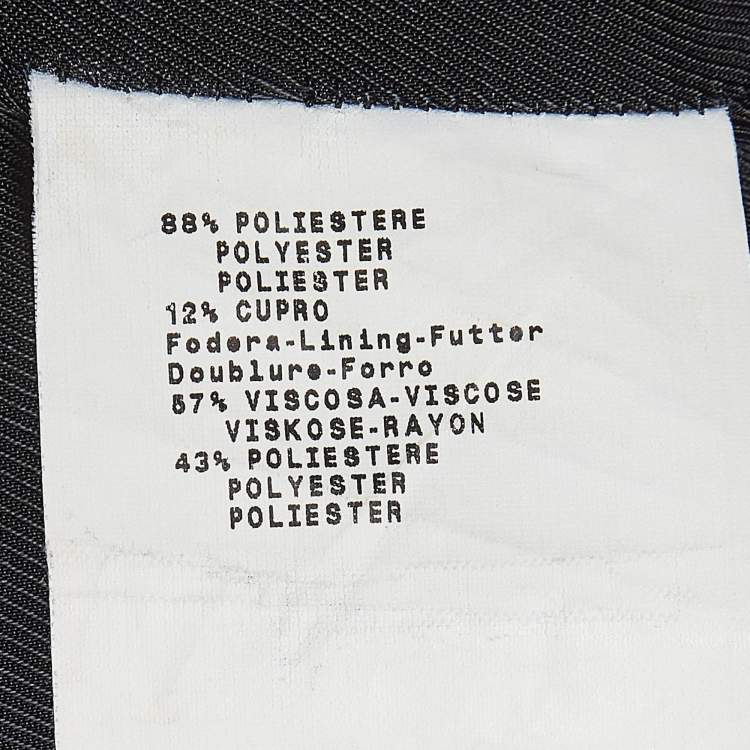 88% POLIESTERE
POLYESTER
POLIESTER
12% CUPRO
Fodera-Lining-Futter
Doublure-Forro
57% VISCOSA-VISCOSE
VISKOSE-RAYON
43% POLIESTERE
POLYESTER
POLIESTER